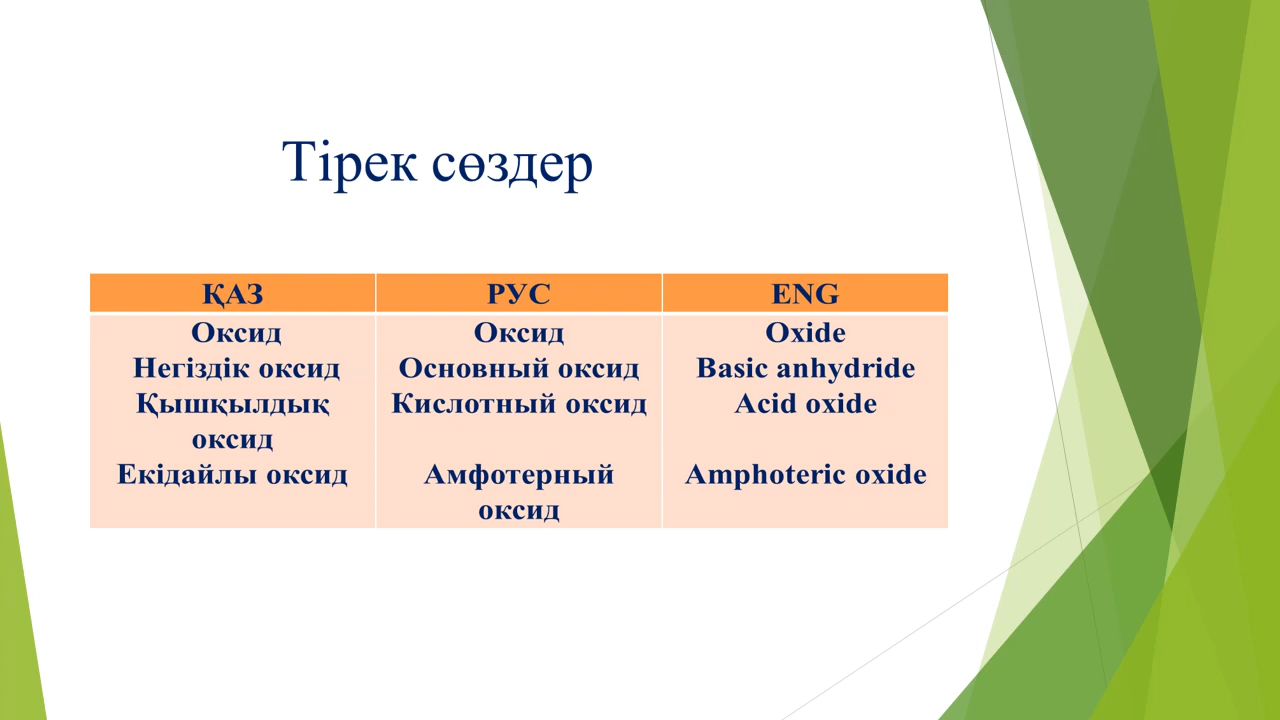 Тірек сөздер
ҚАЗ РУС ENG
Оксид Оксид Oxide
Негіздік оксид Основный оксид Basic anhydride
Қышқылдық Кислотный оксид Acid oxide
оксид
Екідайлы оксид Амфотерный Amphoteric oxide
оксид